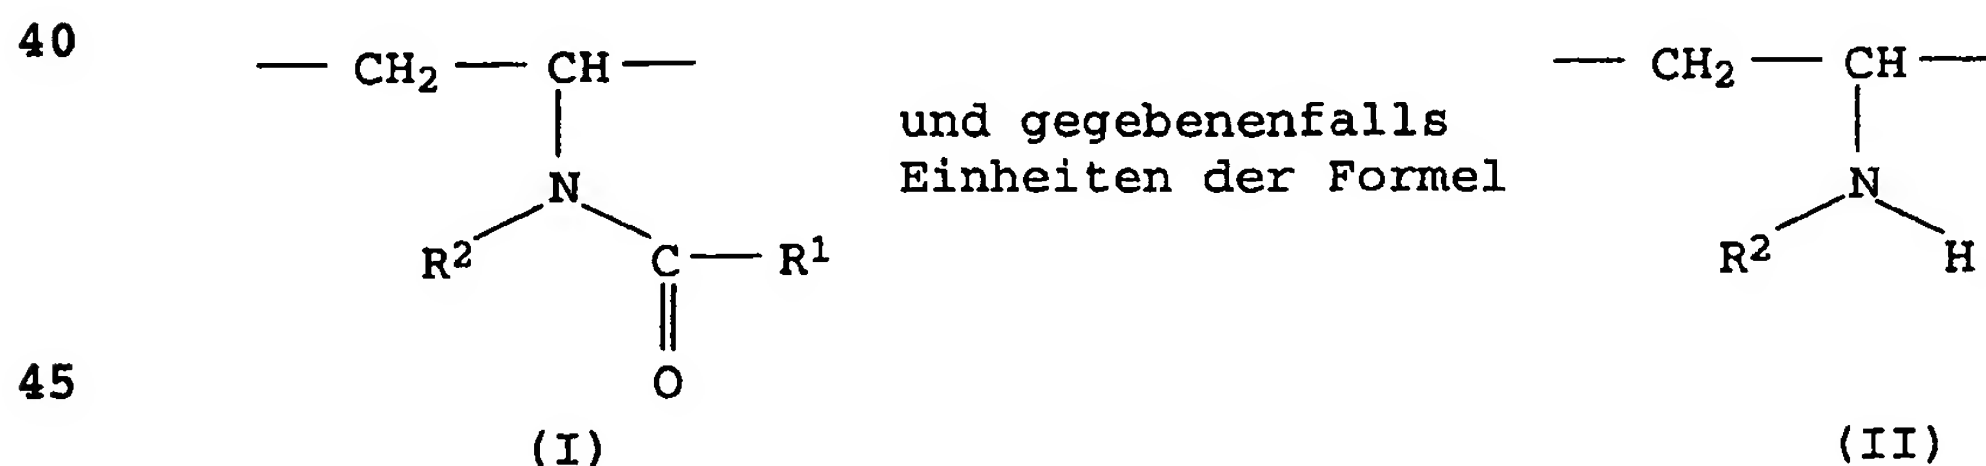 40
— CH₂ — CH — — CH₂ — CH —
und gegebenenfalls
Einheiten der Formel
N N
R² C — R¹ R² H
O
45
(I) (II)